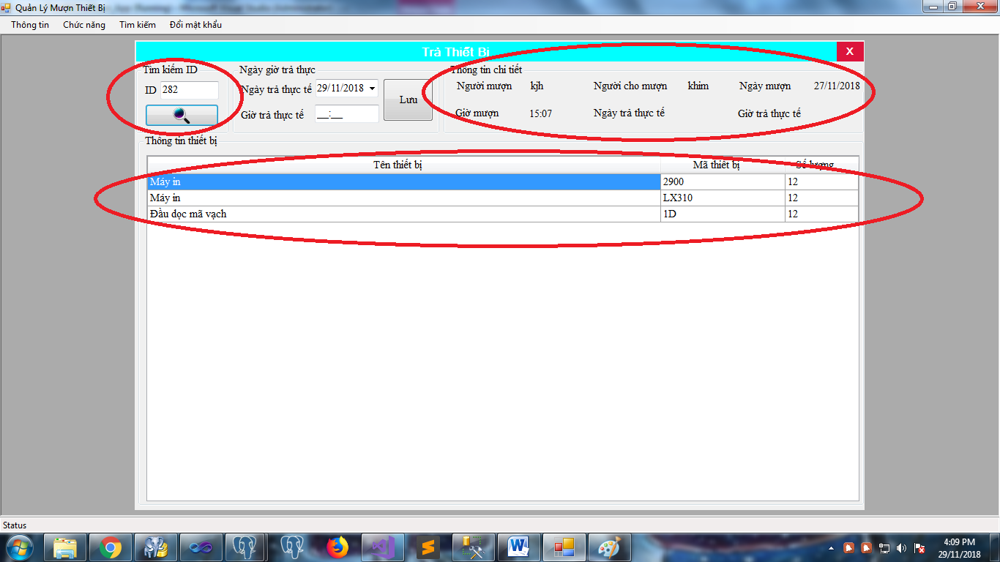 Quản Lý Mượn Thiết Bị
Thông tin Chức năng Tìm kiếm Đổi mật khẩu
Trả Thiết Bị X
Tìm kiếm ID
ID 282
Ngày giờ trả thực
Ngày trả thực tế 29/11/2018
Giờ trả thực tế __:__
Lưu
Thông tin chi tiết
Người mượn kjh Người cho mượn khim Ngày mượn 27/11/2018
Giờ mượn 15:07 Ngày trả thực tế Giờ trả thực tế
Thông tin thiết bị
Tên thiết bị Mã thiết bị Số lượng
Máy in 2900 12
Máy in LX310 12
Đầu dọc mã vạch 1D 12
Status
4:09 PM
29/11/2018